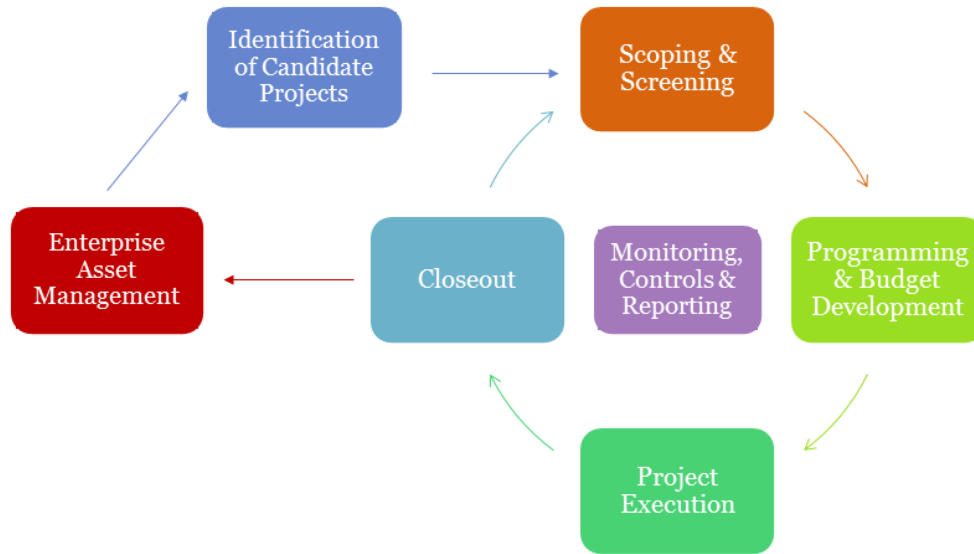 Identification
of Candidate
Projects
Scoping &
Screening
Enterprise
Asset
Management
Closeout
Monitoring,
Controls &
Reporting
Programming
& Budget
Development
Project
Execution